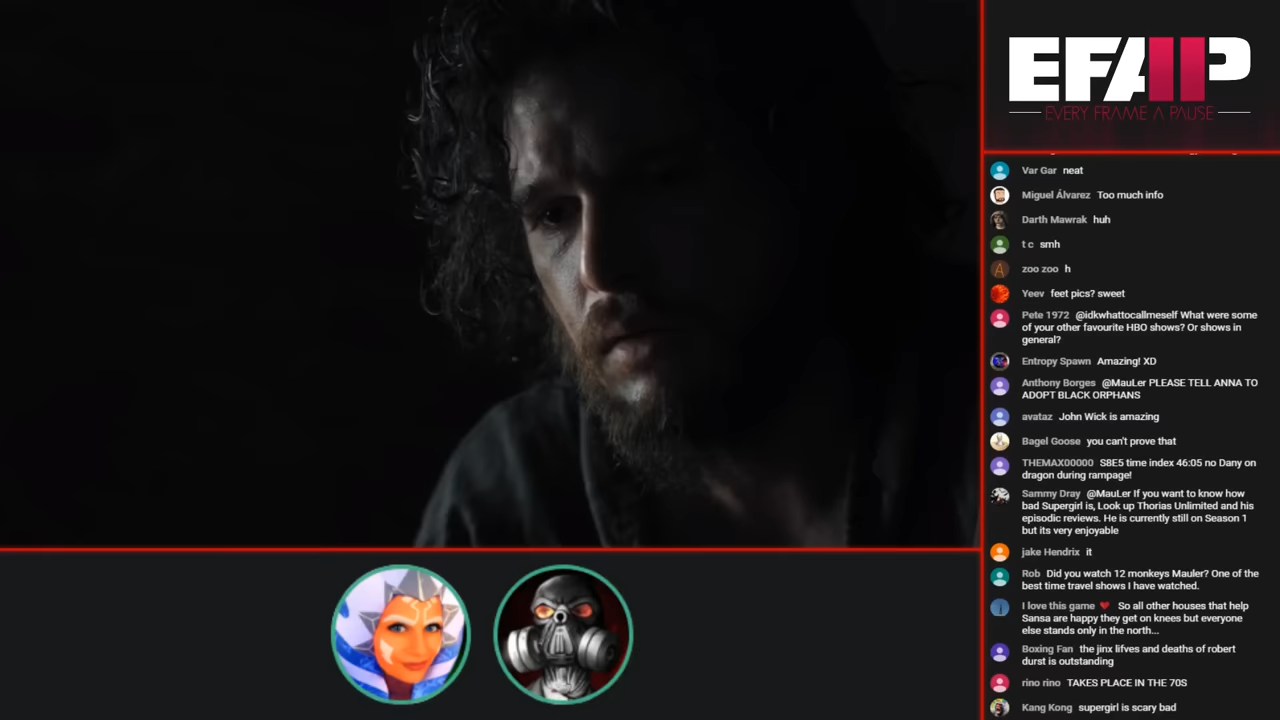 EFAP
EVERY FRAME A PAUSE
Var Gar neat
Miguel Álvarez Too much info
Darth Mawrak huh
t c smh
zoo zoo h
Yeev feet pics? sweet
Pete 1972 @idkwhattocallmeself What were some
of your other favourite HBO shows? Or shows in
general?
Entropy Spawn Amazing! XD
Anthony Borges @MauLer PLEASE TELL ANNA TO
ADOPT BLACK ORPHANS
avataz John Wick is amazing
Bagel Goose you can't prove that
THEMAX00000 S8E5 time index 46:05 no Dany on
dragon during rampage!
Sammy Dray @MauLer If you want to know how
bad Supergirl is, Look up Thorias Unlimited and his
episodic reviews. He is currently still on Season 1
but its very enjoyable
jake Hendrix it
Rob Did you watch 12 monkeys Mauler? One of the
best time travel shows I have watched.
I love this game ❤ So all other houses that help
Sansa are happy they get on knees but everyone
else stands only in the north...
Boxing Fan the jinx lifves and deaths of robert
durst is outstanding
rino rino TAKES PLACE IN THE 70S
Kang Kong supergirl is scary bad